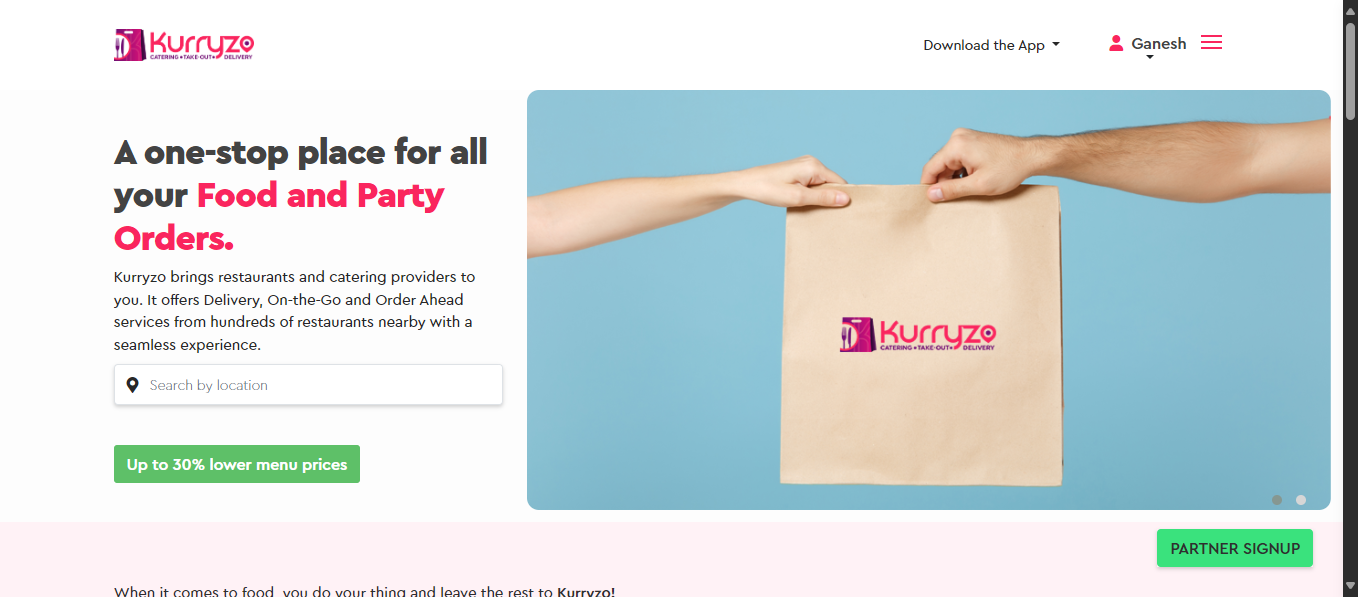 Kurryzo
CATERING • TAKE-OUT • DELIVERY
Download the App
Ganesh
A one-stop place for all
your Food and Party
Orders.
Kurryzo brings restaurants and catering providers to
you. It offers Delivery, On-the-Go and Order Ahead
services from hundreds of restaurants nearby with a
seamless experience.
Search by location
Up to 30% lower menu prices
Kurryzo
CATERING • TAKE-OUT • DELIVERY
PARTNER SIGNUP
When it comes to food, you do your thing and leave the rest to Kurryzo!